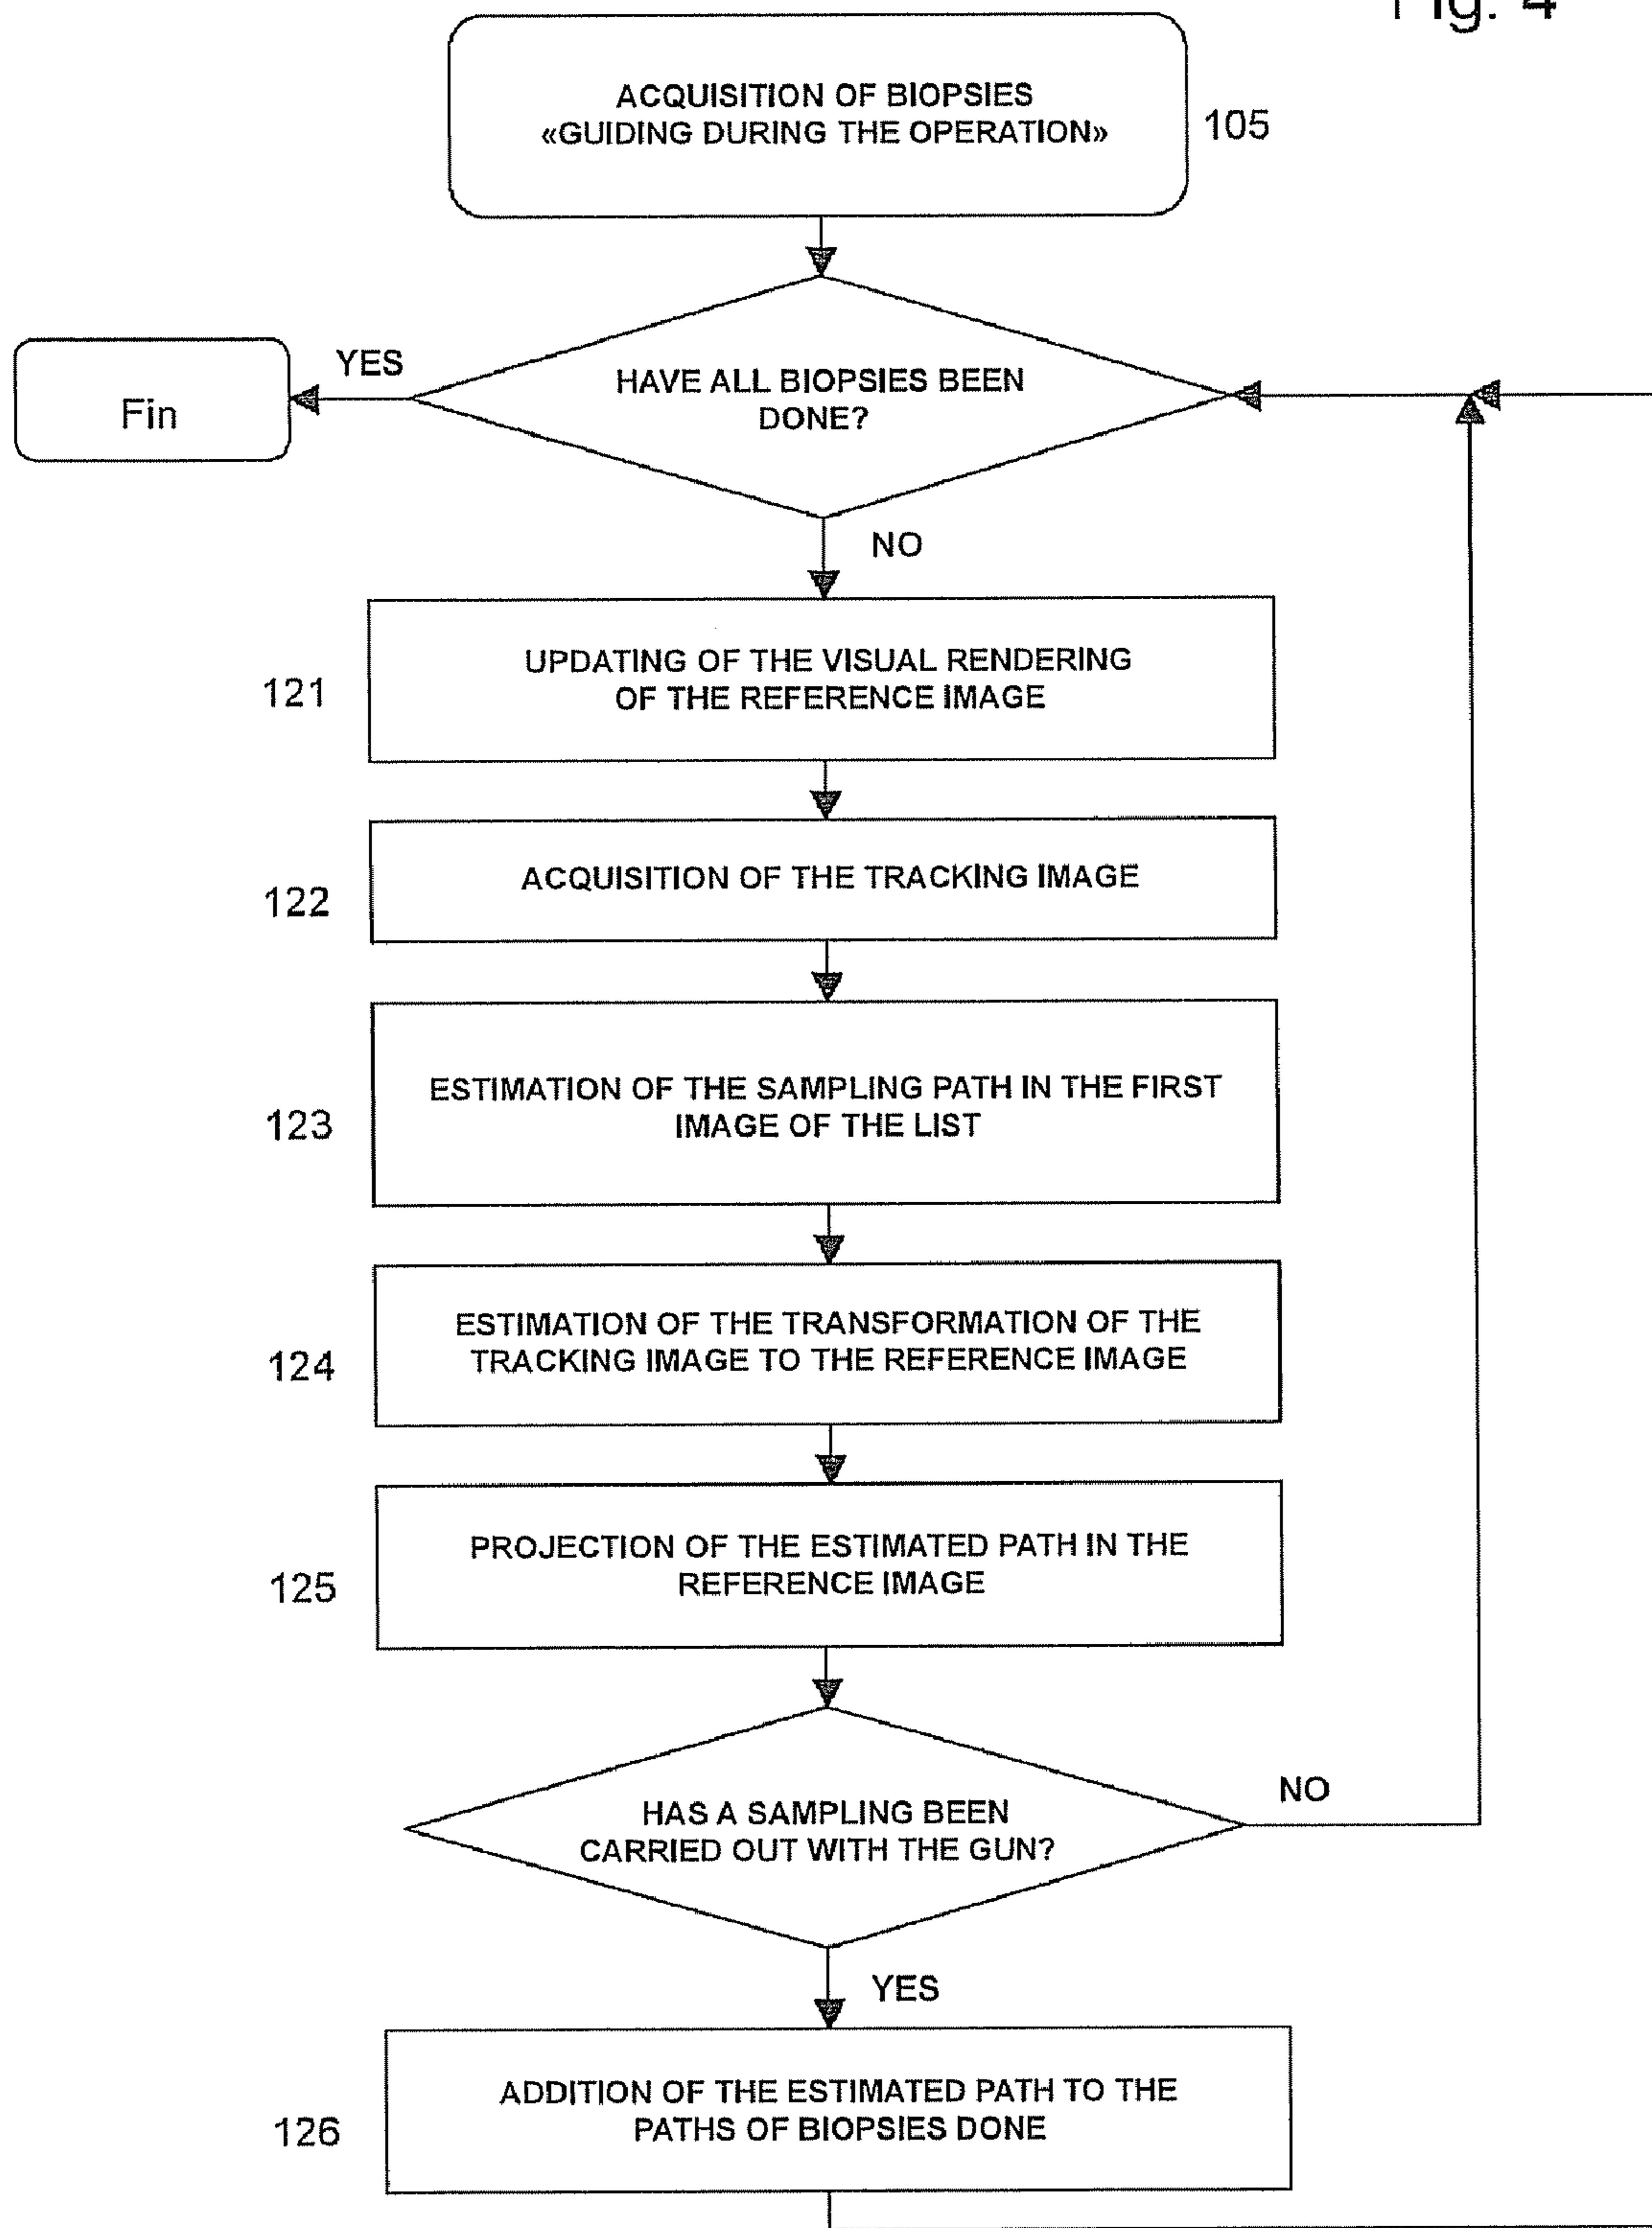 Fig. 4
ACQUISITION OF BIOPSIES
«GUIDING DURING THE OPERATION»
105
YES
Fin
HAVE ALL BIOPSIES BEEN
DONE?
NO
UPDATING OF THE VISUAL RENDERING
OF THE REFERENCE IMAGE
121
ACQUISITION OF THE TRACKING IMAGE
122
ESTIMATION OF THE SAMPLING PATH IN THE FIRST
IMAGE OF THE LIST
123
ESTIMATION OF THE TRANSFORMATION OF THE
TRACKING IMAGE TO THE REFERENCE IMAGE
124
PROJECTION OF THE ESTIMATED PATH IN THE
REFERENCE IMAGE
125
HAS A SAMPLING BEEN
CARRIED OUT WITH THE GUN?
NO
YES
ADDITION OF THE ESTIMATED PATH TO THE
PATHS OF BIOPSIES DONE
126